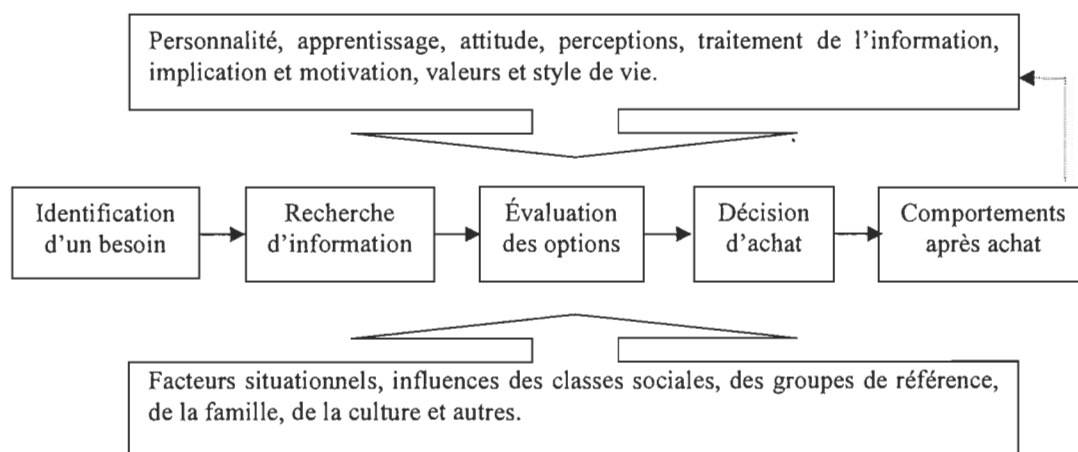 Personnalité, apprentissage, attitude, perceptions, traitement de l'information,
implication et motivation, valeurs et style de vie.
Identification
d'un besoin
Recherche
d'information
Évaluation
des options
Décision
d'achat
Comportements
après achat
Facteurs situationnels, influences des classes sociales, des groupes de référence,
de la famille, de la culture et autres.